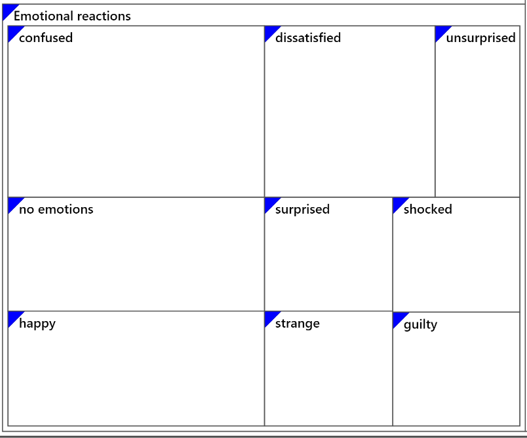 Emotional reactions
confused
dissatisfied
unsurprised
no emotions
surprised
shocked
happy
strange
guilty